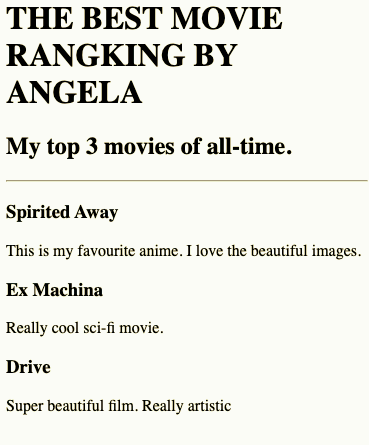 THE BEST MOVIE
RANGKING BY
ANGELA
My top 3 movies of all-time.
Spirited Away
This is my favourite anime. I love the beautiful images.
Ex Machina
Really cool sci-fi movie.
Drive
Super beautiful film. Really artistic